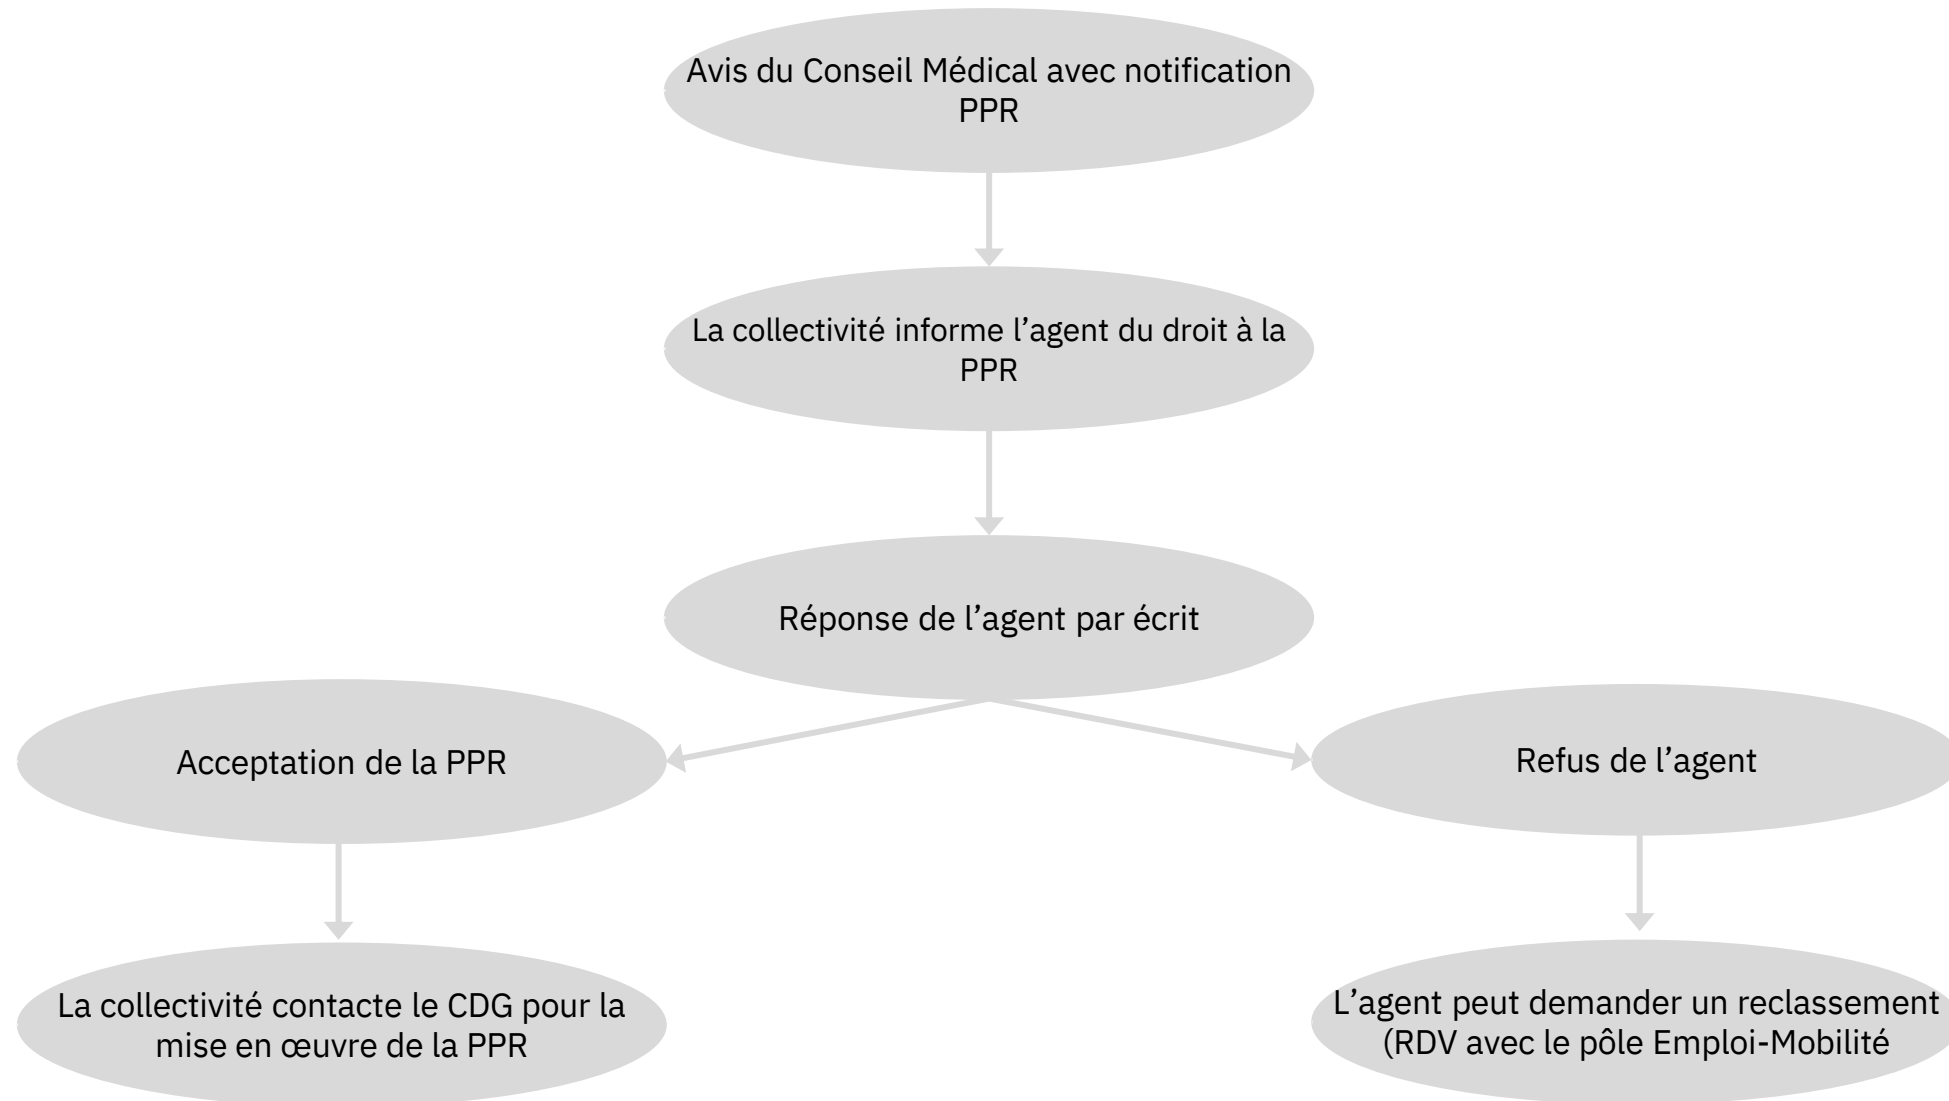 Avis du Conseil Médical avec notification
PPR
La collectivité informe l’agent du droit à la
PPR
Réponse de l’agent par écrit
Acceptation de la PPR
Refus de l’agent
La collectivité contacte le CDG pour la
mise en œuvre de la PPR
L’agent peut demander un reclassement
(RDV avec le pôle Emploi-Mobilité